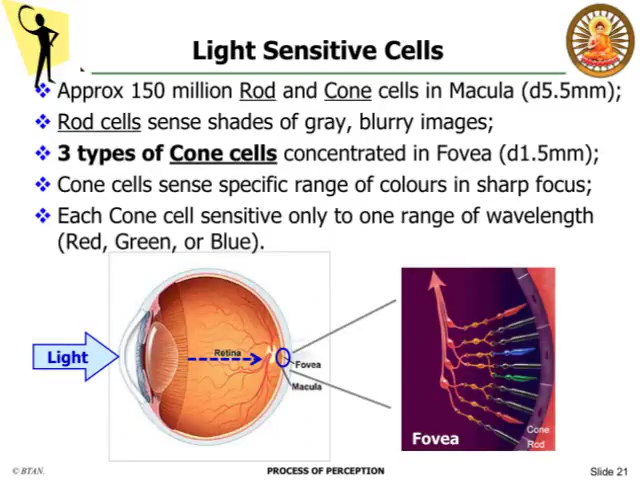 Light Sensitive Cells
❖ Approx 150 million Rod and Cone cells in Macula (d5.5mm);
❖ Rod cells sense shades of gray, blurry images;
❖ 3 types of Cone cells concentrated in Fovea (d1.5mm);
❖ Cone cells sense specific range of colours in sharp focus;
❖ Each Cone cell sensitive only to one range of wavelength
(Red, Green, or Blue).
Light
Retina
Fovea
Macula
Fovea
Cone
Rod
© BTAN.
PROCESS OF PERCEPTION
Slide 21